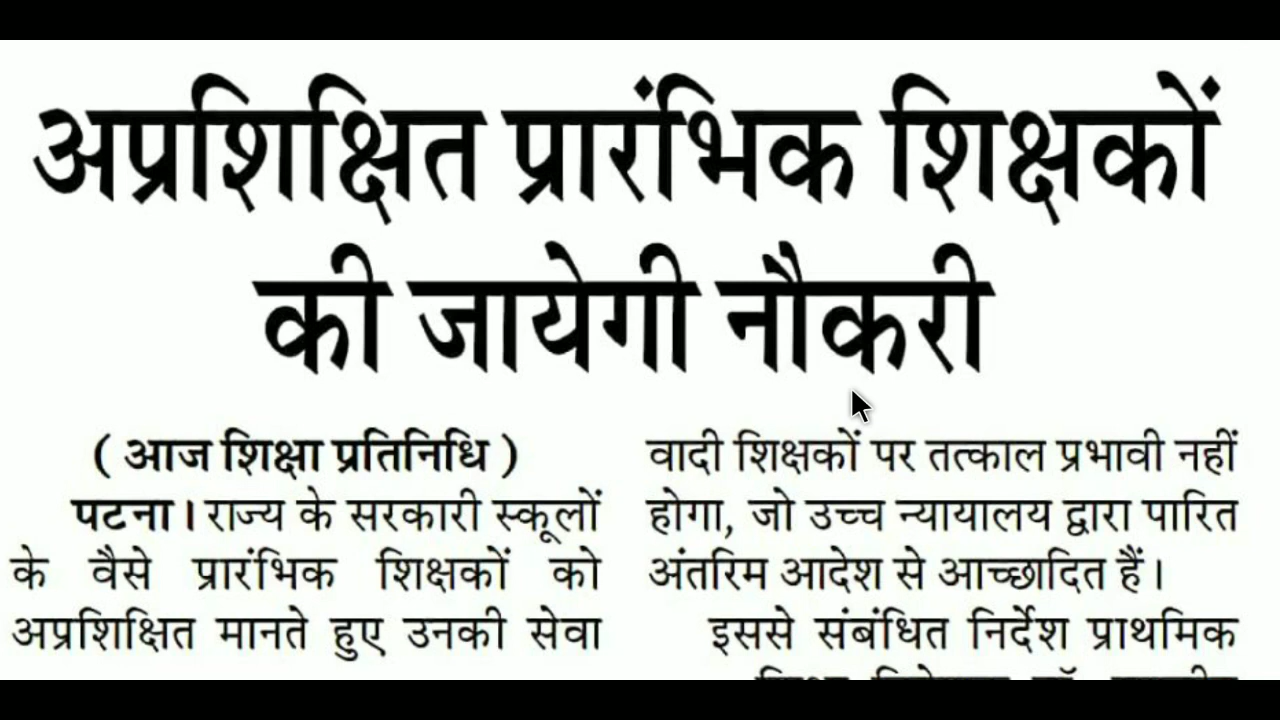 अप्रशिक्षित प्रारंभिक शिक्षकों
की जायेगी नौकरी
( आज शिक्षा प्रतिनिधि )
पटना। राज्य के सरकारी स्कूलों
के वैसे प्रारंभिक शिक्षकों को
अप्रशिक्षित मानते हुए उनकी सेवा
वादी शिक्षकों पर तत्काल प्रभावी नहीं
होगा, जो उच्च न्यायालय द्वारा पारित
अंतरिम आदेश से आच्छादित हैं।
इससे संबंधित निर्देश प्राथमिक